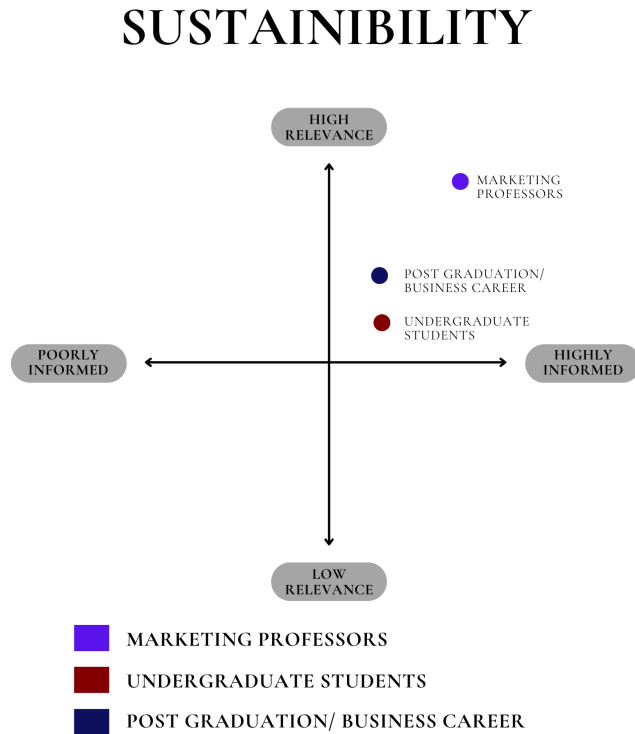 SUSTAINIBILITY
HIGH
RELEVANCE
MARKETING
PROFESSORS
POST GRADUATION/
BUSINESS CAREER
UNDERGRADUATE
STUDENTS
POORLY
INFORMED
HIGHLY
INFORMED
LOW
RELEVANCE
MARKETING PROFESSORS
UNDERGRADUATE STUDENTS
POST GRADUATION/ BUSINESS CAREER